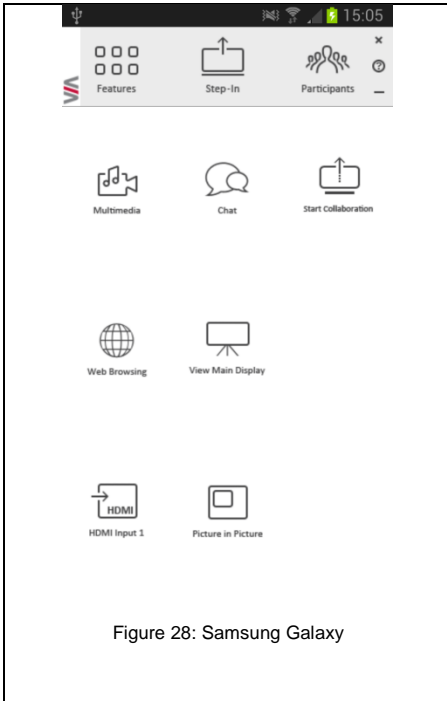 15:05
Features Step-In Participants
Multimedia Chat Start Collaboration
Web Browsing View Main Display
HDMI
HDMI Input 1 Picture in Picture
Figure 28: Samsung Galaxy